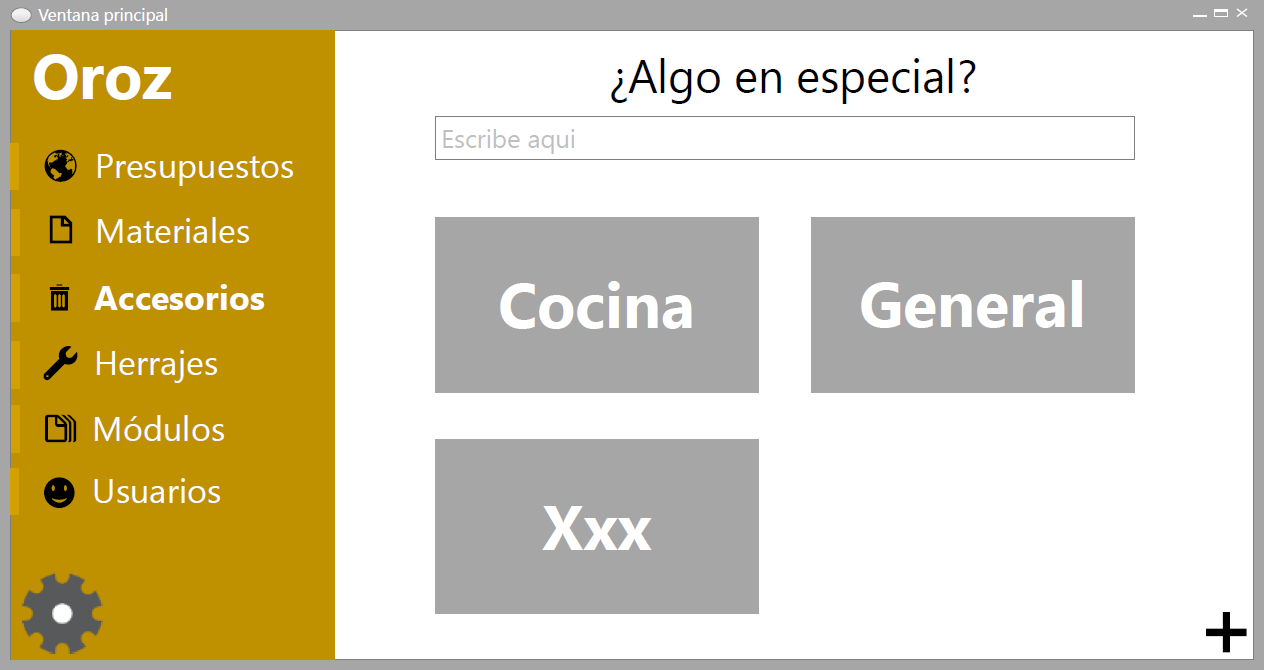 Ventana principal
Oroz
Presupuestos
Materiales
Accesorios
Herrajes
Módulos
Usuarios
¿Algo en especial?
Escribe aqui
Cocina
General
Xxx